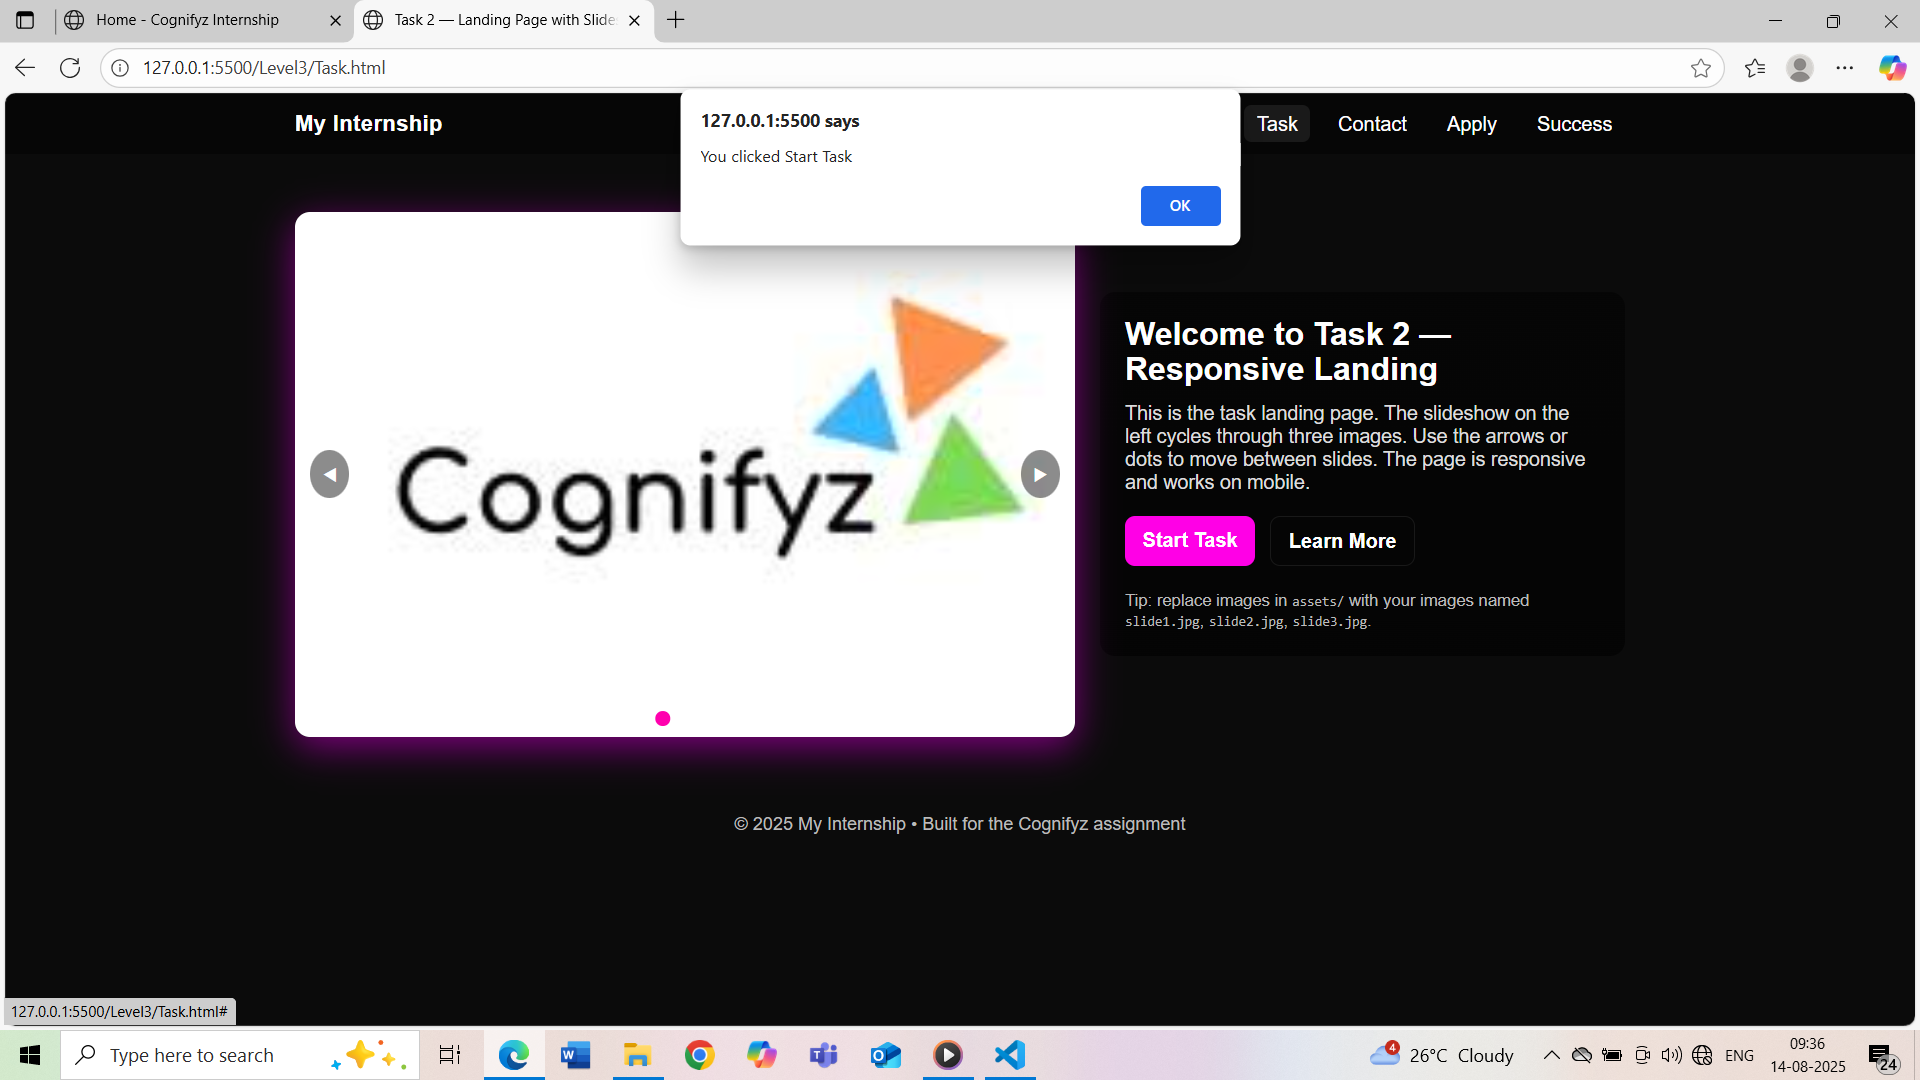 Home - Cognifyz Internship
Task 2 — Landing Page with Slide
127.0.0.1:5500/Level3/Task.html
My Internship
Task
Contact
Apply
Success
127.0.0.1:5500 says
You clicked Start Task
OK
Cognifyz
Welcome to Task 2 —
Responsive Landing
This is the task landing page. The slideshow on the
left cycles through three images. Use the arrows or
dots to move between slides. The page is responsive
and works on mobile.
Start Task
Learn More
Tip: replace images in assets/ with your images named
slide1.jpg, slide2.jpg, slide3.jpg.
© 2025 My Internship • Built for the Cognifyz assignment
127.0.0.1:5500/Level3/Task.html#
Type here to search
4
26°C Cloudy
ENG
09:36
14-08-2025
24